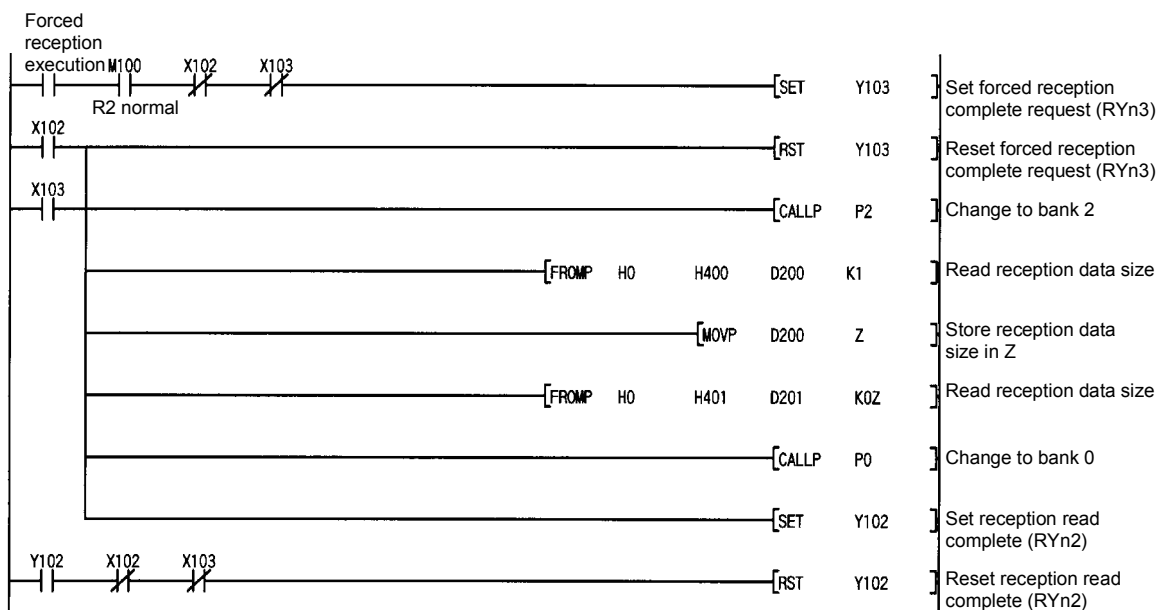 Forced
reception
execution M100 X102 X103
SET Y103 Set forced reception
R2 normal complete request (RYn3)
X102
RST Y103 Reset forced reception
complete request (RYn3)
X103
CALLP P2 Change to bank 2
FROMP H0 H400 D200 K1 Read reception data size
MOVP D200 Z Store reception data
size in Z
FROMP H0 H401 D201 K0Z Read reception data size
CALLP P0 Change to bank 0
SET Y102 Set reception read
complete (RYn2)
Y102 X102 X103
RST Y102 Reset reception read
complete (RYn2)